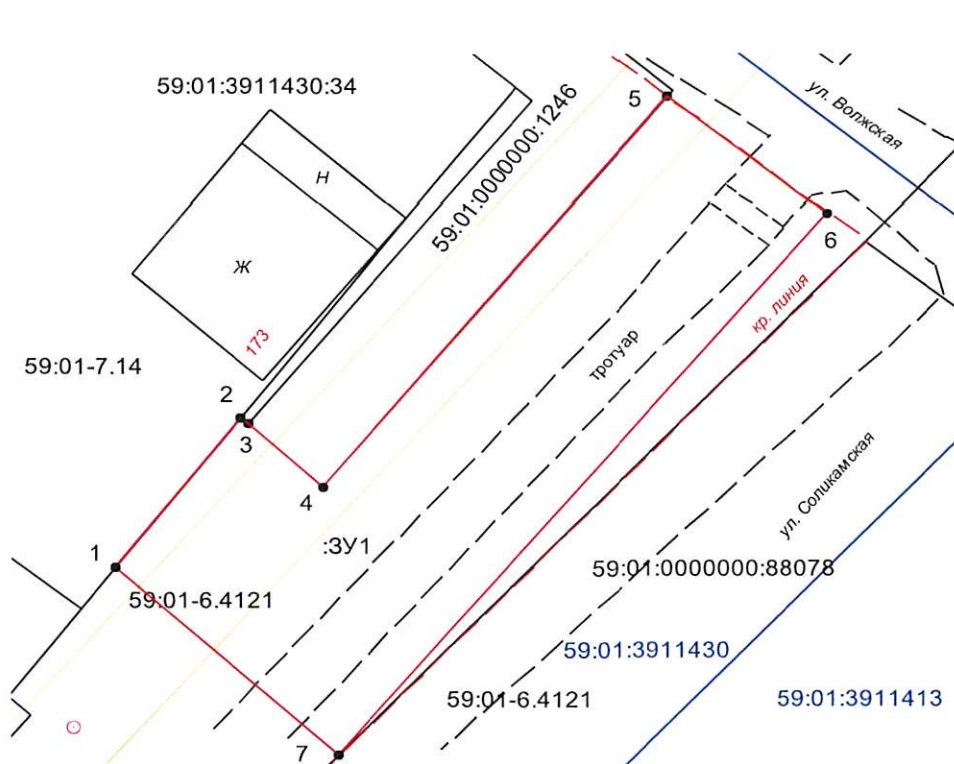 59:01:3911430:34
5
ул. Волжская
59:01:0000000:1246
Н
Ж
6
кр. линия
173
тротуар
59:01-7.14
2
3
4
ул. Соликамская
1
:ЗУ1
59:01:0000000:88078
59:01-6.4121
59:01:3911430
59:01-6.4121
59:01:3911413
7